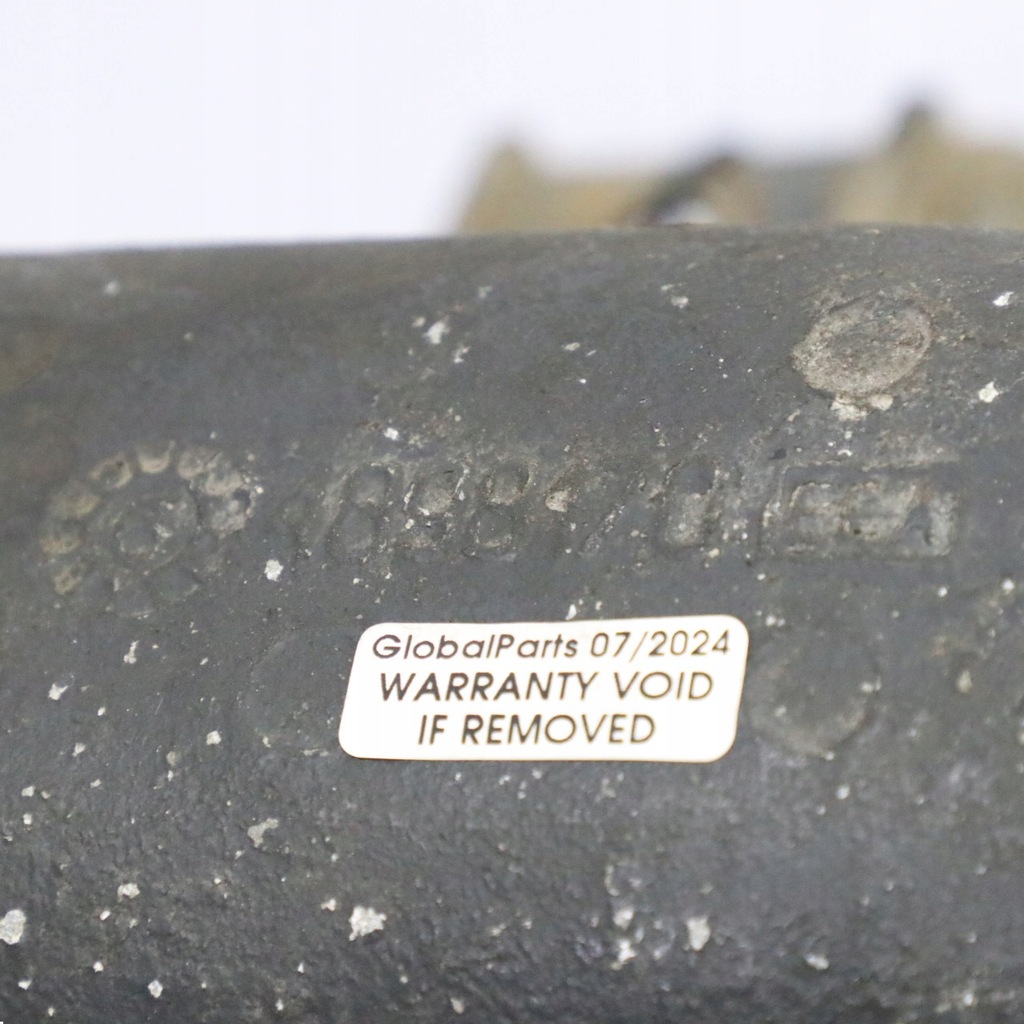 GlobalParts 07/2024
WARRANTY VOID
IF REMOVED